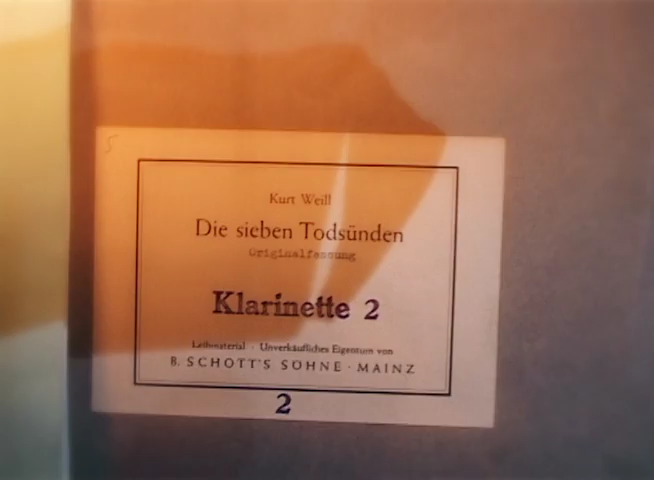 5
Kurt Weill
Die sieben Todsünden
Originalfassung
Klarinette 2
Leihmaterial · Unverkäufliches Eigentum von
B. SCHOTT'S SÖHNE · MAINZ
2